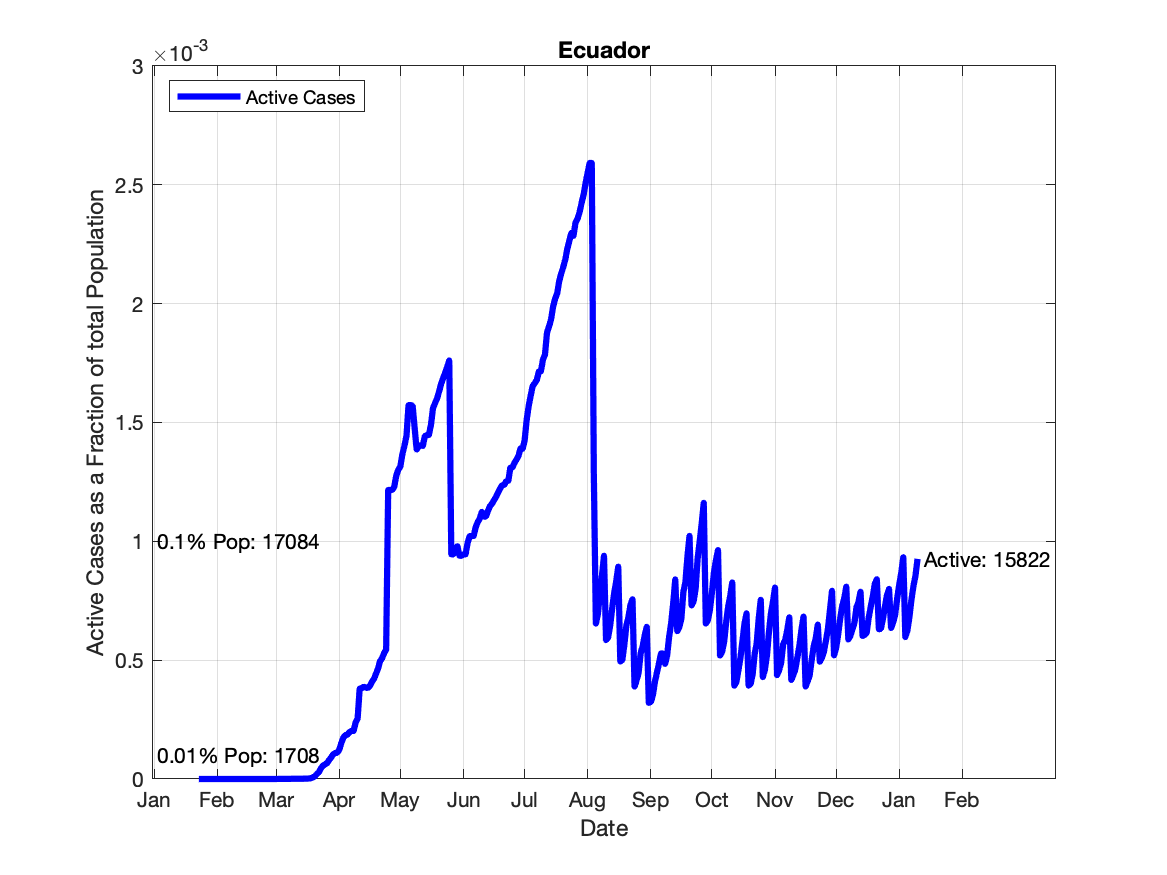 Ecuador
×10-3
3
Active Cases
2.5
2
1.5
1
0.5
0
Active Cases as a Fraction of total Population
0.1% Pop: 17084
0.01% Pop: 1708
Active: 15822
Jan Feb Mar Apr May Jun Jul Aug Sep Oct Nov Dec Jan Feb
Date